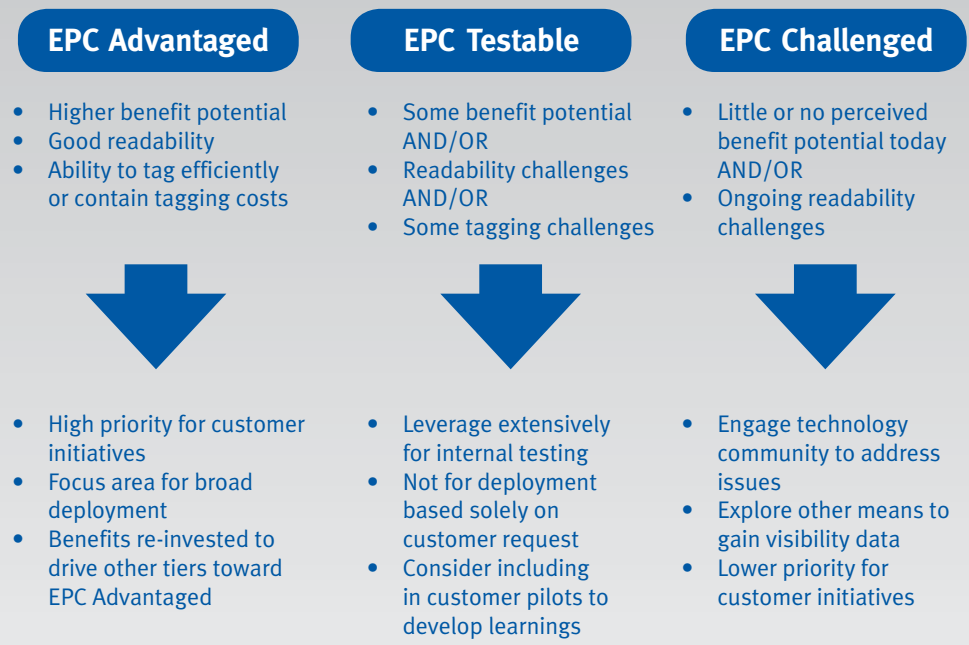 EPC Advantaged
• Higher benefit potential
• Good readability
• Ability to tag efficiently
or contain tagging costs
• High priority for customer
initiatives
• Focus area for broad
deployment
• Benefits re-invested to
drive other tiers toward
EPC Advantaged
EPC Testable
• Some benefit potential
AND/OR
• Readability challenges
AND/OR
• Some tagging challenges
• Leverage extensively
for internal testing
• Not for deployment
based solely on
customer request
• Consider including
in customer pilots to
develop learnings
EPC Challenged
• Little or no perceived
benefit potential today
AND/OR
• Ongoing readability
challenges
• Engage technology
community to address
issues
• Explore other means to
gain visibility data
• Lower priority for
customer initiatives